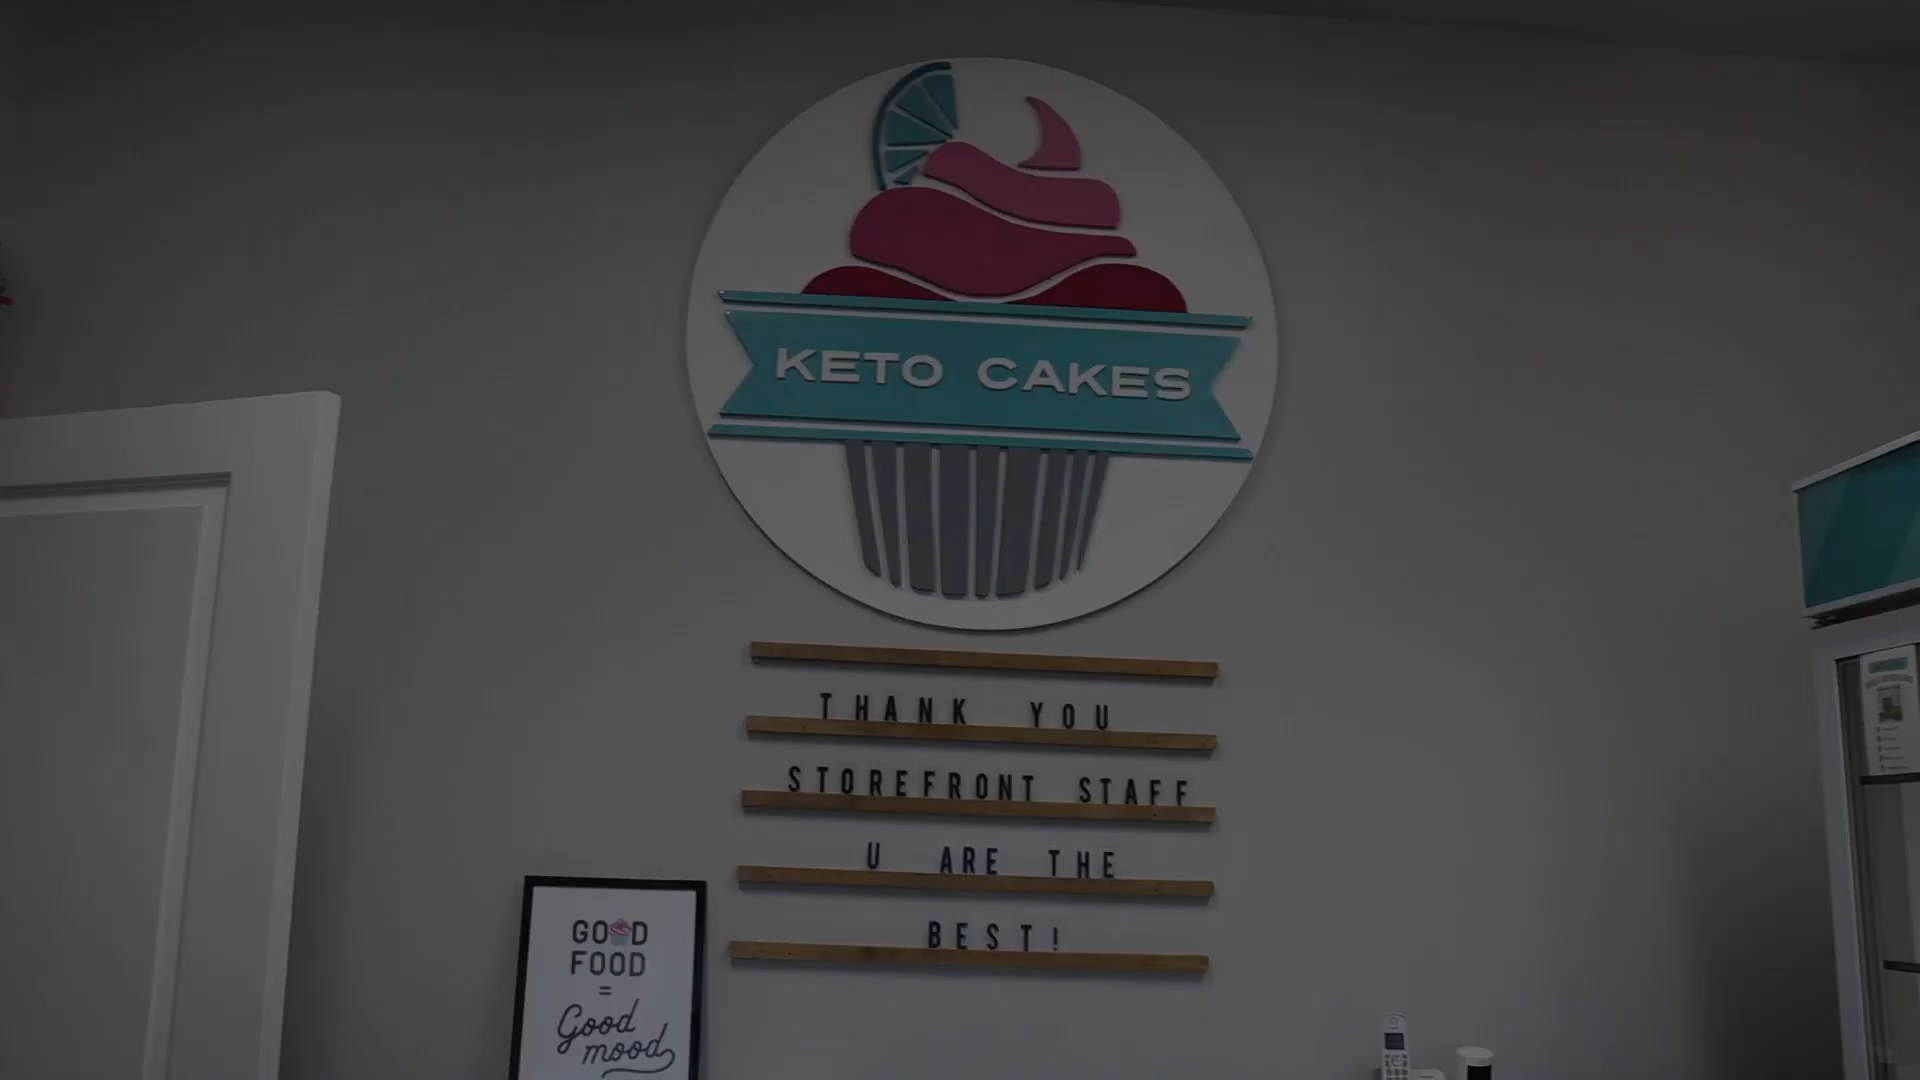 KETO CAKES
THANK YOU
STOREFRONT STAFF
U ARE THE
BEST!
GOOD
FOOD
=
Good
mood